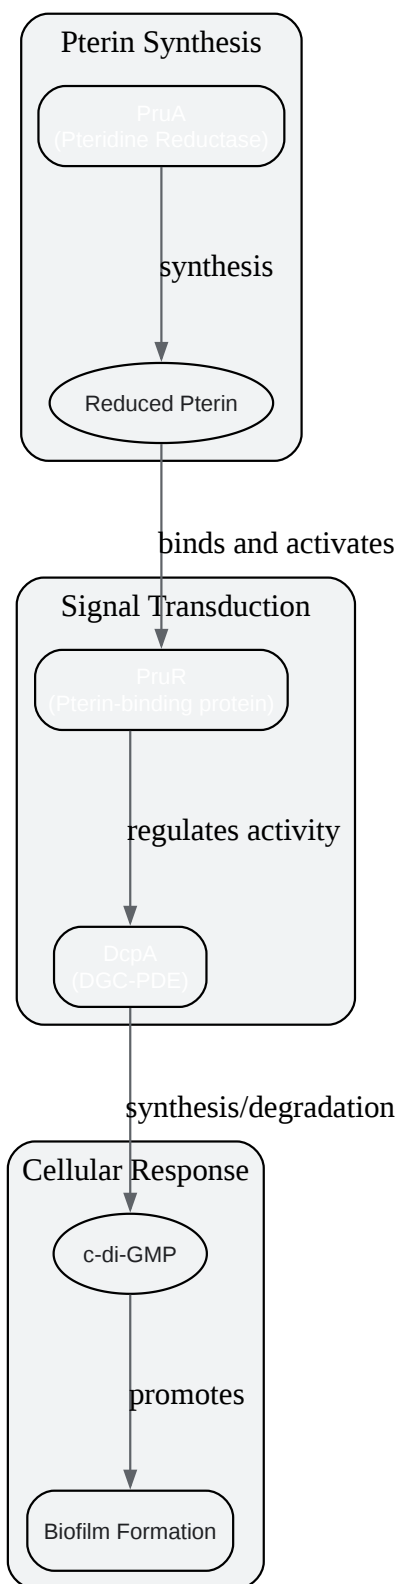 Pterin Synthesis
PruA
(Pteridine Reductase)
synthesis
Reduced Pterin
binds and activates
Signal Transduction
PruR
(Pterin-binding protein)
regulates activity
DcpA
(DGC-PDE)
synthesis/degradation
Cellular Response
c-di-GMP
promotes
Biofilm Formation